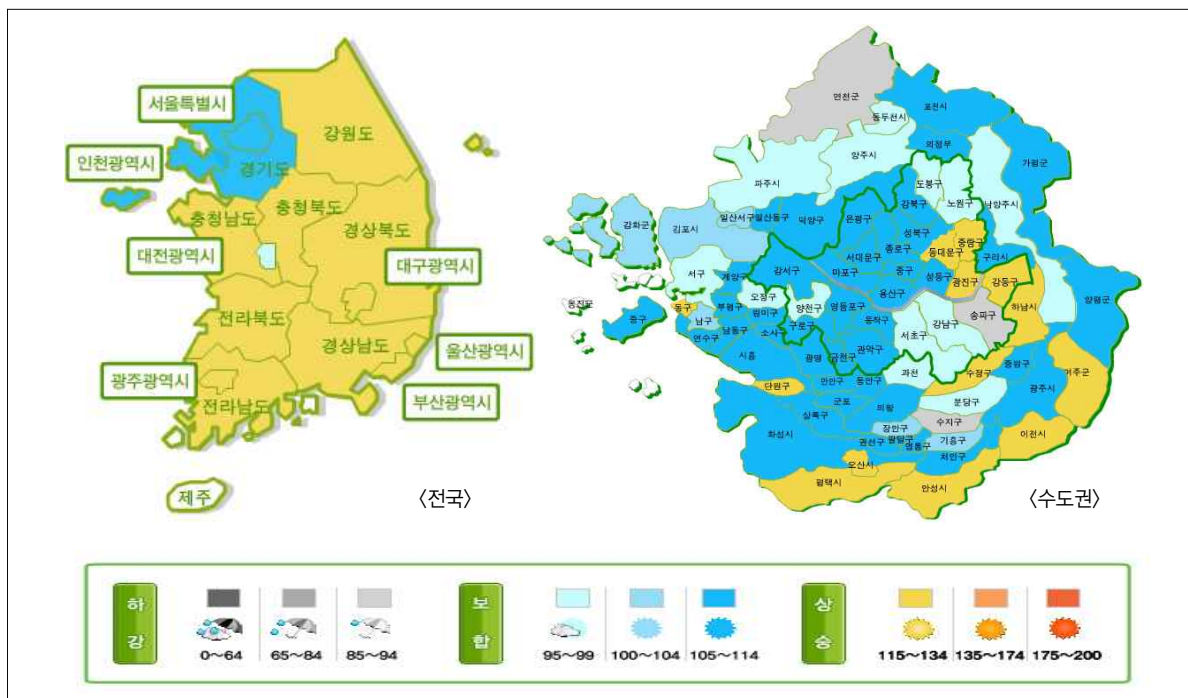 서울특별시
인천광역시
경기도
강원도
충청남도
충청북도
대전광역시
경상북도
대구광역시
전라북도
경상남도
울산광역시
광주광역시
전라남도
부산광역시
제주
〈전국〉
연천군
포천시
동두천시
의정부
양주시
가평군
파주시
도봉구
노원구
남양주시
강북구
강화군
김포시
일산서구
일산동구
덕양구
은평구
성북구
중랑구
동대문구
종로구
서대문구
구리시
서구
계양구
강서구
마포구
중구
성동구
광진구
강동구
양평군
동구
부평구
오정구
양천구
영등포구
용산구
송파구
하남시
중구
남구
남동구
원미구
동작구
강남구
서초구
연수구
소사구
구로구
관악구
금천구
시흥
광명
과천
수정구
중원구
여주군
단원구
만안구
동안구
분당구
광주시
군포
의왕
상록구
수지구
장안구
화성시
권선구
팔달구
영통구
기흥구
처인구
이천시
오산시
평택시
안성시
〈수도권〉
하강
0~64
65~84
85~94
보합
95~99
100~104
105~114
상승
115~134
135~174
175~200